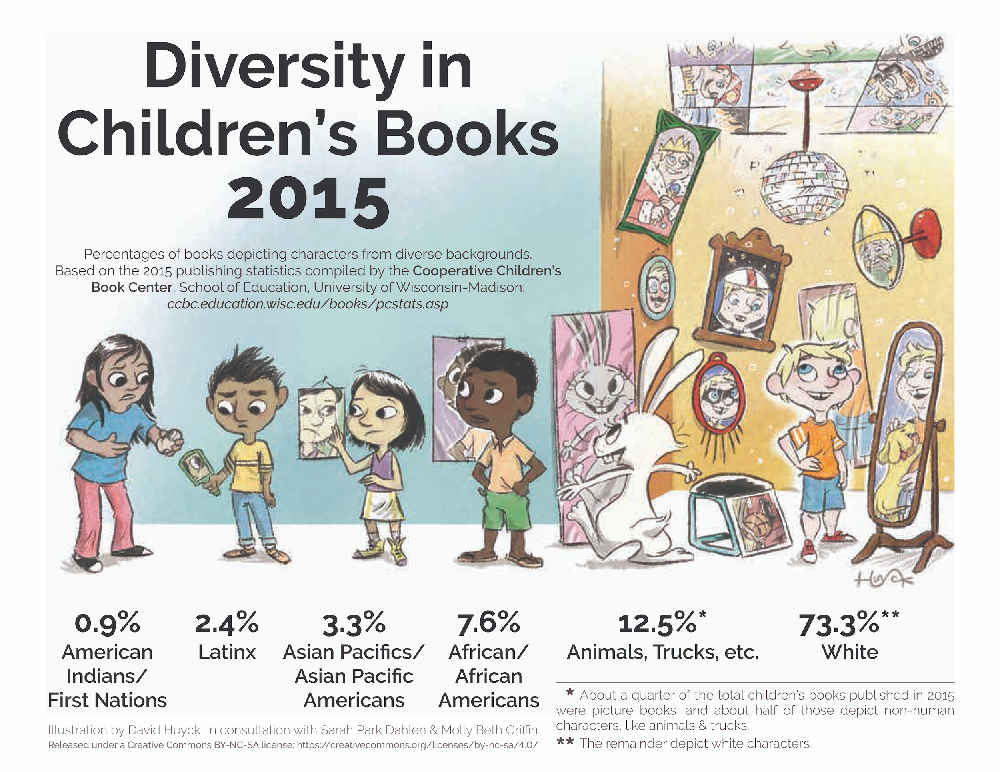 Diversity in
Children's Books
2015
Percentages of books depicting characters from diverse backgrounds.
Based on the 2015 publishing statistics compiled by the Cooperative Children's
Book Center, School of Education, University of Wisconsin-Madison:
ccbc.education.wisc.edu/books/pcstats.asp
Huyck
0.9%
American
Indians/
First Nations
2.4%
Latinx
3.3%
Asian Pacifics/
Asian Pacific
Americans
7.6%
African/
African
Americans
12.5%*
Animals, Trucks, etc.
73.3%**
White
* About a quarter of the total children's books published in 2015
were picture books, and about half of those depict non-human
characters, like animals & trucks.
** The remainder depict white characters.
Illustration by David Huyck, in consultation with Sarah Park Dahlen & Molly Beth Griffin
Released under a Creative Commons BY-NC-SA license: https://creativecommons.org/licenses/by-nc-sa/4.0/